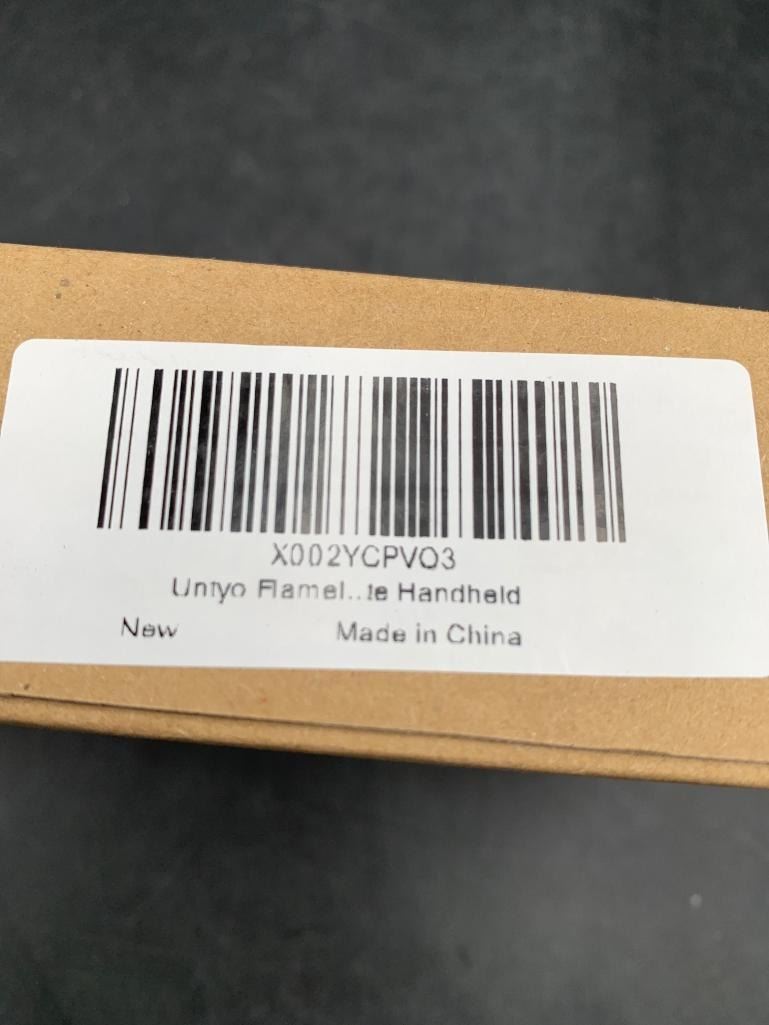 X002YCPVO3
Untyo Flamel...te Handheld
New
Made in China